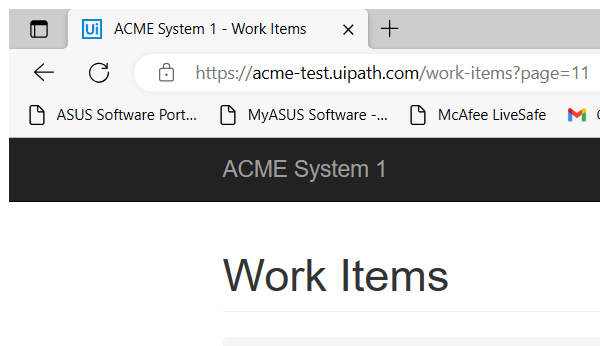 Ui ACME System 1 - Work Items
https://acme-test.uipath.com/work-items?page=11
ASUS Software Port... MyASUS Software -... McAfee LiveSafe
ACME System 1
Work Items